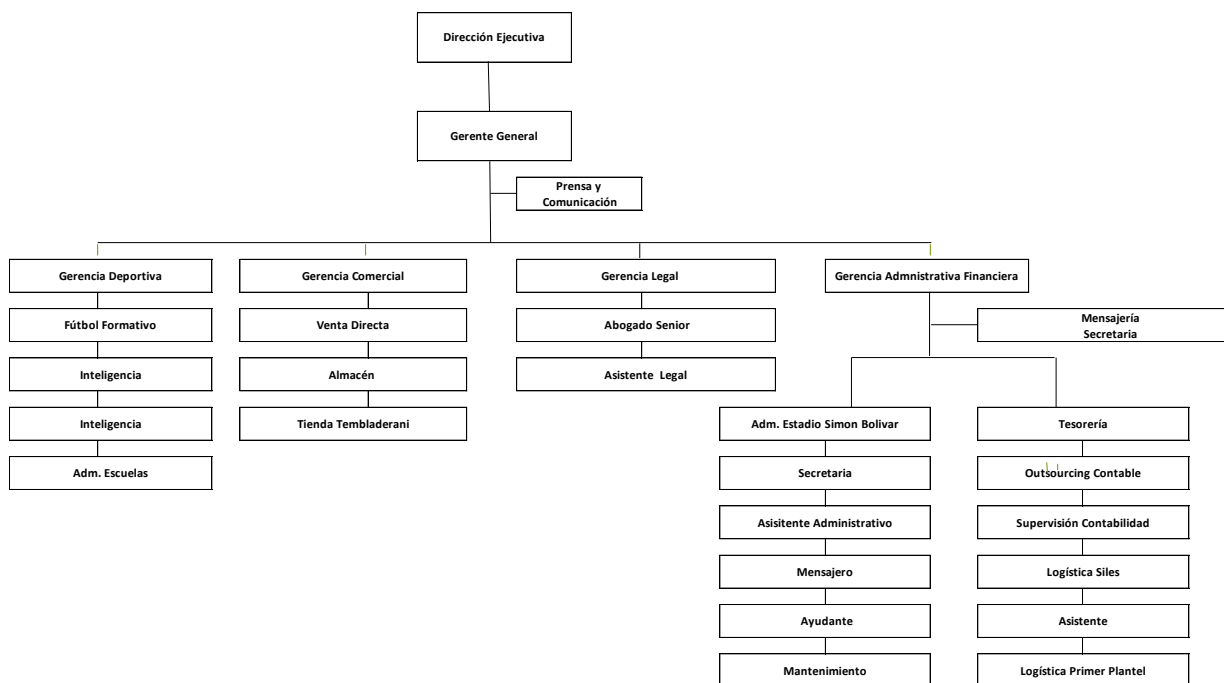 Dirección Ejecutiva
Gerente General
Prensa y
Comunicación
Gerencia Deportiva
Gerencia Comercial
Gerencia Legal
Gerencia Admnistrativa Financiera
Fútbol Formativo
Venta Directa
Abogado Senior
Mensajería
Secretaria
Inteligencia
Almacén
Asistente Legal
Inteligencia
Tienda Tembladerani
Adm. Estadio Simon Bolivar
Tesorería
Adm. Escuelas
Secretaria
Outsourcing Contable
Asisitente Administrativo
Supervisión Contabilidad
Mensajero
Logística Siles
Ayudante
Asistente
Mantenimiento
Logística Primer Plantel